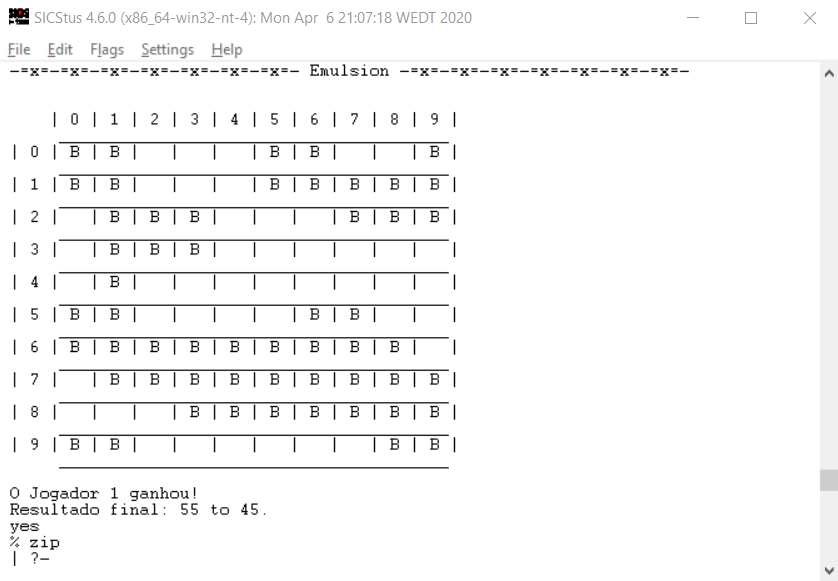 SICStus 4.6.0 (x86_64-win32-nt-4): Mon Apr  6 21:07:18 WEDT 2020
File Edit Flags Settings Help
-=x=-=x=-=x=-=x=-=x=-=x=-=x=- Emulsion -=x=-=x=-=x=-=x=-=x=-=x=-=x=-
    | 0 | 1 | 2 | 3 | 4 | 5 | 6 | 7 | 8 | 9 |
| 0 | B | B |   |   |   | B | B |   |   | B |
| 1 | B | B |   |   |   | B | B | B | B | B |
| 2 |   | B | B | B |   |   |   | B | B | B |
| 3 |   | B | B | B |   |   |   |   |   |   |
| 4 |   | B |   |   |   |   |   |   |   |   |
| 5 | B | B |   |   |   |   | B | B |   |   |
| 6 | B | B | B | B | B | B | B | B | B |   |
| 7 |   | B | B | B | B | B | B | B | B | B |
| 8 |   |   |   | B | B | B | B | B | B | B |
| 9 | B | B |   |   |   |   |   |   | B | B |
O Jogador 1 ganhou!
Resultado final: 55 to 45.
yes
% zip
| ?-